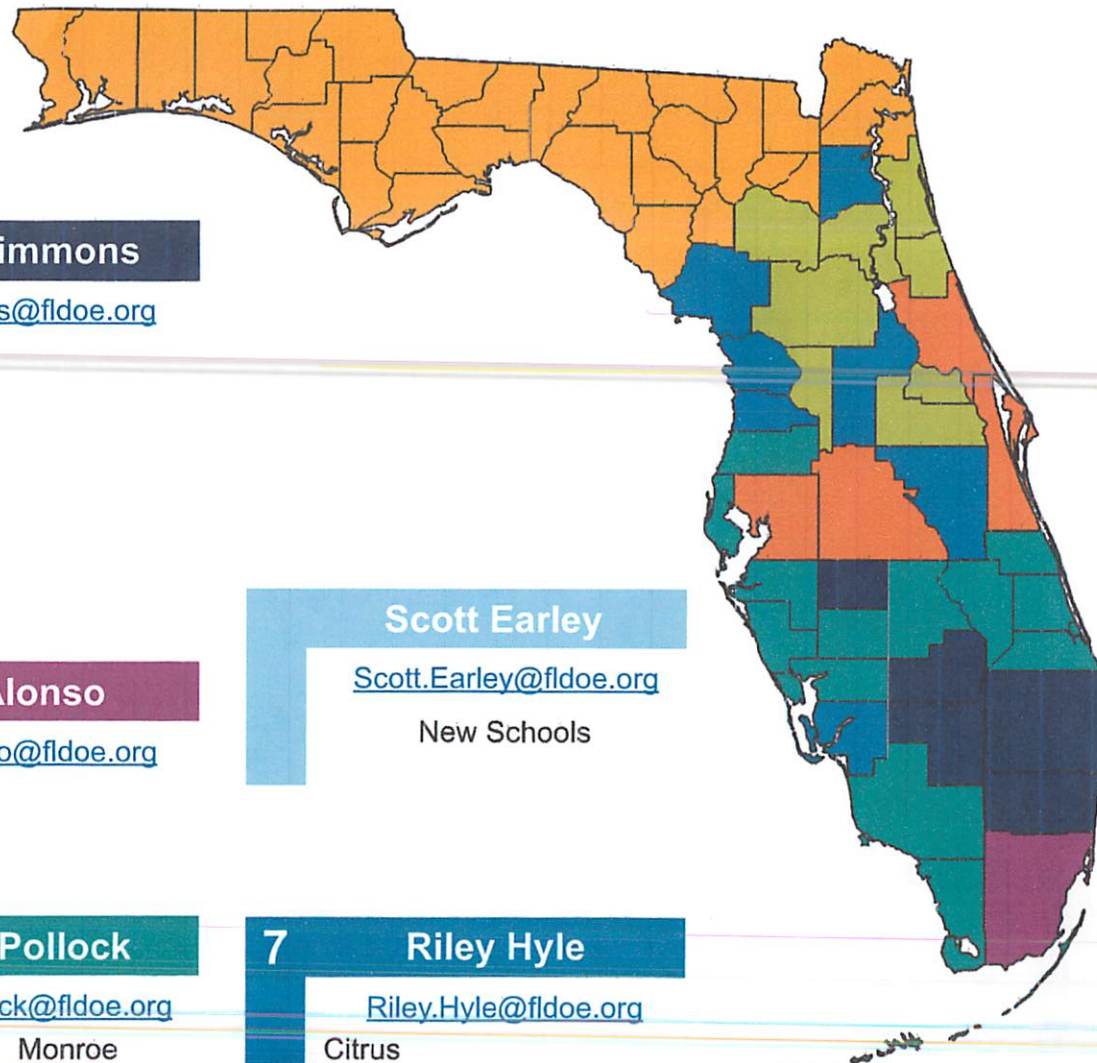 immons
s@fldoe.org
Scott Earley
Scott.Earley@fldoe.org
New Schools
Alonso
o@fldoe.org
Pollock
ck@fldoe.org
Monroe
7 Riley Hyle
Riley.Hyle@fldoe.org
Citrus